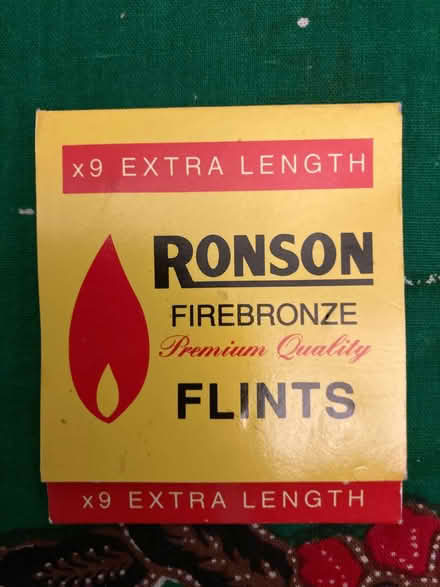 x9 EXTRA LENGTH
RONSON
FIREBRONZE
Premium Quality
FLINTS
x9 EXTRA LENGTH